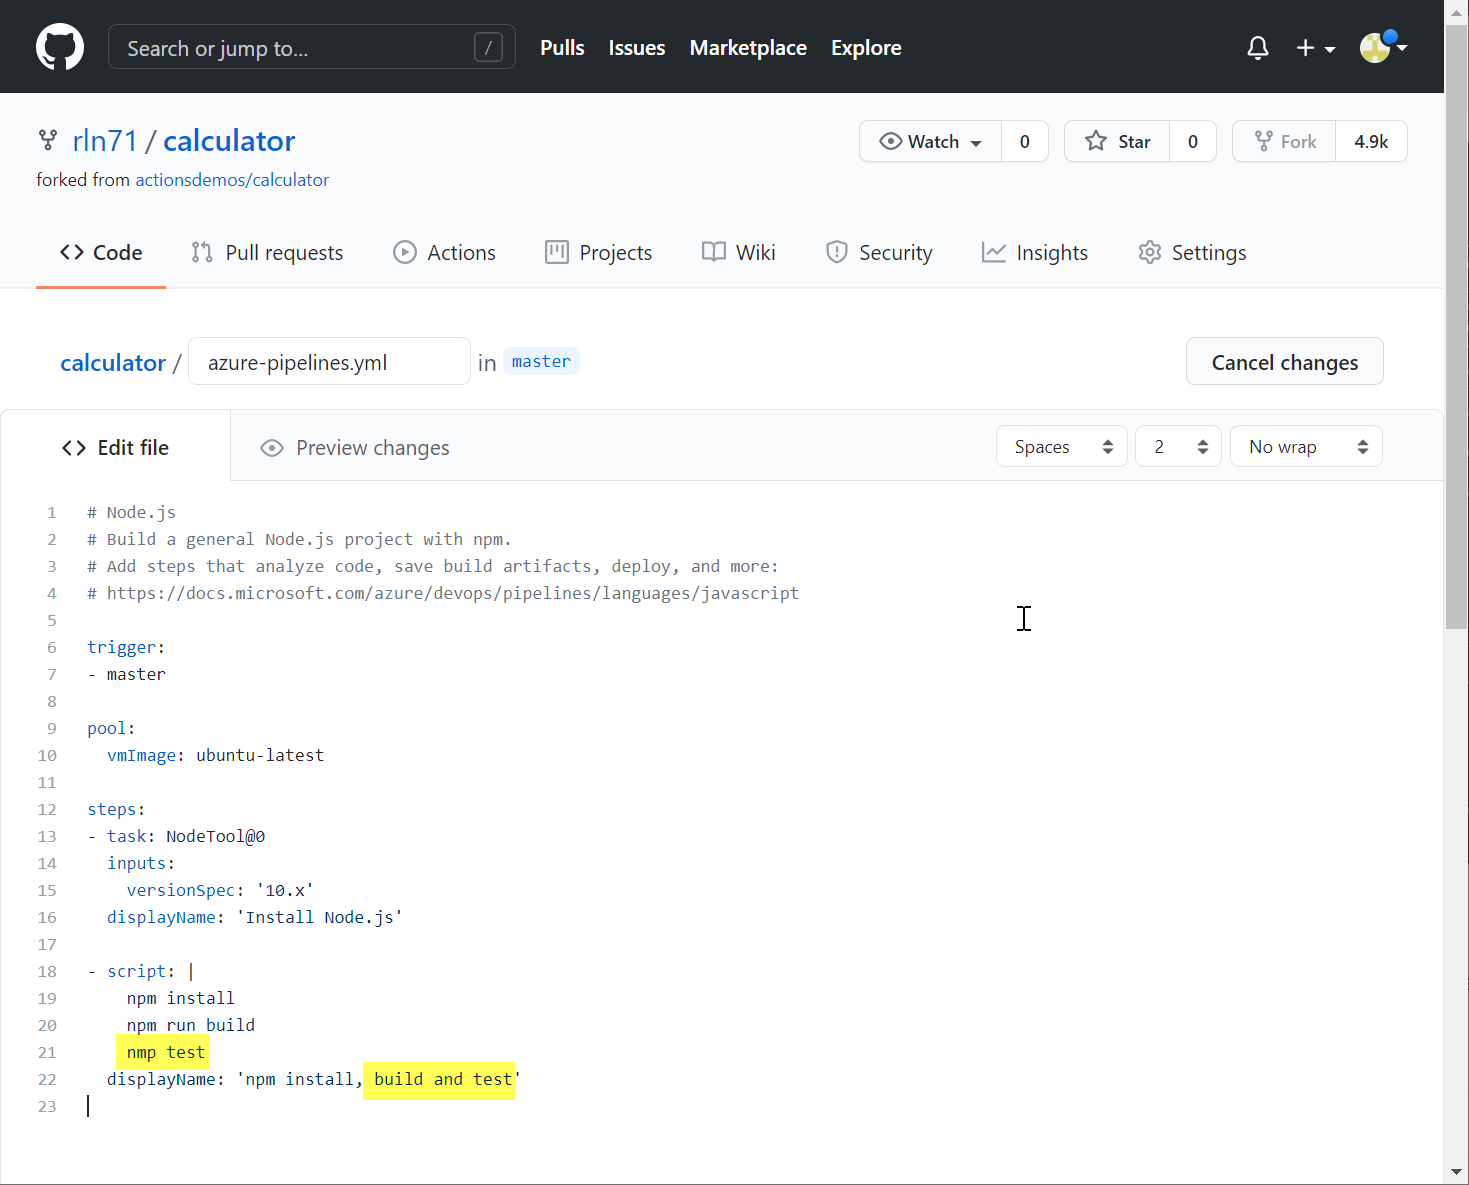 Search or jump to... /
Pulls Issues Marketplace Explore
rln71 / calculator
Watch 0 Star 0 Fork 4.9k
forked from actionsdemos/calculator
Code Pull requests Actions Projects Wiki Security Insights Settings
calculator / azure-pipelines.yml in master Cancel changes
Edit file Preview changes Spaces 2 No wrap
1 # Node.js
2 # Build a general Node.js project with npm.
3 # Add steps that analyze code, save build artifacts, deploy, and more:
4 # https://docs.microsoft.com/azure/devops/pipelines/languages/javascript
5
6 trigger:
7 - master
8
9 pool:
10 vmImage: ubuntu-latest
11
12 steps:
13 - task: NodeTool@0
14 inputs:
15 versionSpec: '10.x'
16 displayName: 'Install Node.js'
17
18 - script: |
19 npm install
20 npm run build
21 nmp test
22 displayName: 'npm install, build and test'
23